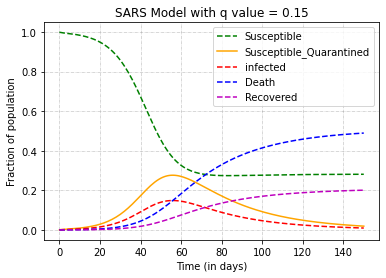 SARS Model with q value = 0.15
Susceptible
Susceptible_Quarantined
infected
Death
Recovered
Fraction of population
1.0
0.8
0.6
0.4
0.2
0.0
0 20 40 60 80 100 120 140
Time (in days)